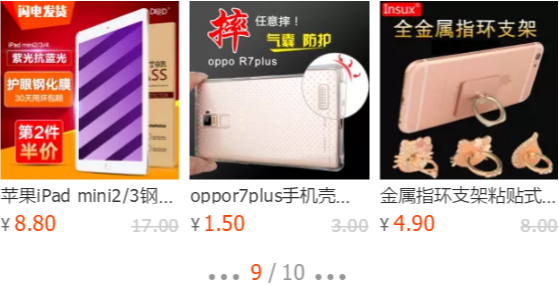 闪电发货
iPad mini2/3/4
紫光抗蓝光
护眼钢化膜
30天用坏包赔
第2件
半价
摔 任意摔！
气囊 防护
oppo R7plus
Insux
全金属指环支架
苹果iPad mini2/3钢...
oppor7plus手机壳...
金属指环支架粘贴式...
¥ 8.80 17.00
¥ 1.50 3.00
¥ 4.90 8.00
••• 9 / 10 •••